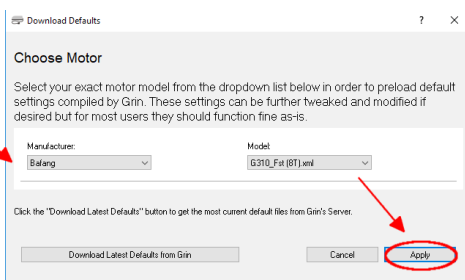 Download Defaults
Choose Motor
Select your exact motor model from the dropdown list below in order to preload default
settings compiled by Grin. These settings can be further tweaked and modified if
desired but for most users they should function fine as-is.
Manufacturer: Model:
Bafang G310_Fst (8T).xml
Click the "Download Latest Defaults" button to get the most current default files from Grin's Server.
Download Latest Defaults from Grin Cancel Apply